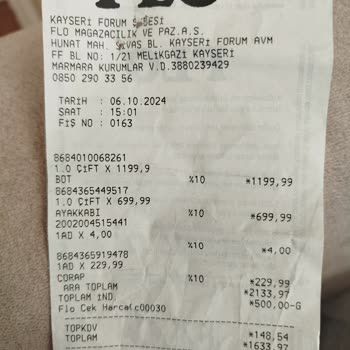 FLO
KAYSERİ FORUM ŞUBESİ
FLO MAGAZACILIK VE PAZ.A.S.
HUNAT MAH. SİVAS BL. KAYSERİ FORUM AVM
FF BL NO: 1/21 MELİKGAZİ KAYSERİ
MARMARA KURUMLAR V.D.3880239429
0850 290 33 56
TARİH : 06.10.2024
SAAT : 15:01
FİŞ NO : 0163
8684010068261
1.0 ÇİFT X 1199,9
BOT %10 *1199,99
8684365449517
1.0 ÇİFT X 699,99
AYAKKABI %10 *699,99
2002004515441
1AD X 4,00
%10 *4,00
8684365919478
1AD X 229,99
ÇORAP %10 *229,99
ARA TOPLAM *2133,97
TOPLAM İND. *500,00-G
Flo Cek Harca(c00030
TOPKDV *148,54
TOPLAM *1633,97